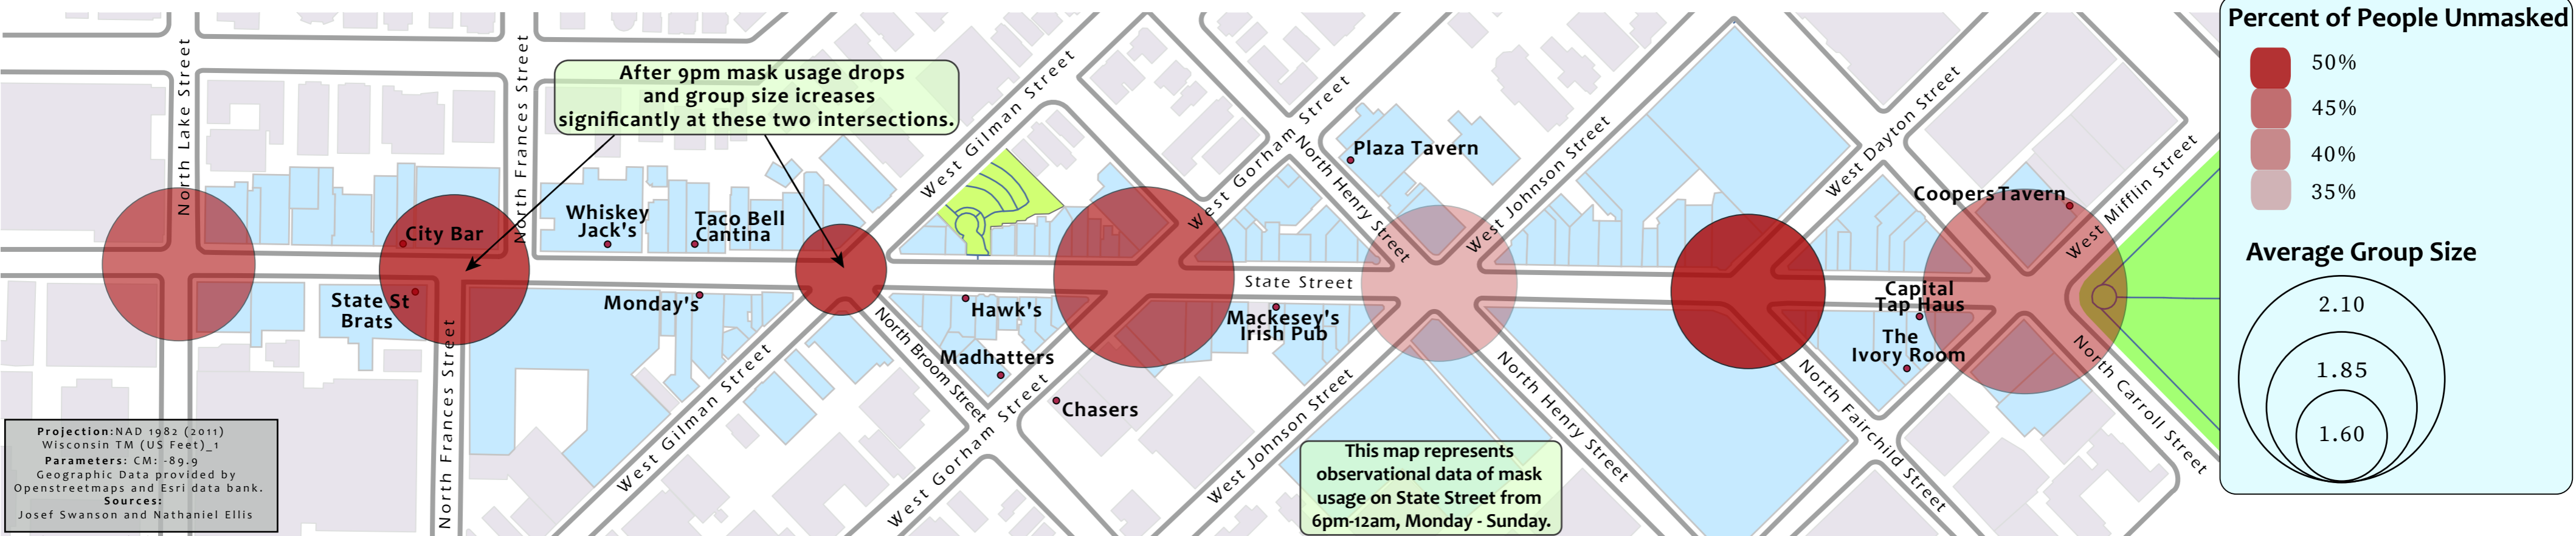 North Lake Street
North Frances Street
After 9pm mask usage drops
and group size icreases
significantly at these two intersections.
West Gilman Street
West Gorham Street
North Henry Street
Plaza Tavern
West Johnson Street
West Dayton Street
Coopers Tavern
West Mifflin Street
City Bar
Whiskey
Jack's
Taco Bell
Cantina
State St
Brats
Monday's
Hawk's
Madhatters
Chasers
State Street
Mackesey's
Irish Pub
Capital
Tap Haus
The
Ivory Room
North Frances Street
West Gilman Street
North Broom Street
West Gorham Street
West Johnson Street
North Henry Street
North Fairchild Street
North Carroll Street
Projection:NAD 1982 (2011)
Wisconsin TM (US Feet)_1
Parameters: CM: -89.9
Geographic Data provided by
Openstreetmaps and Esri data bank.
Sources:
Josef Swanson and Nathaniel Ellis
This map represents
observational data of mask
usage on State Street from
6pm-12am, Monday - Sunday.
Percent of People Unmasked
50%
45%
40%
35%
Average Group Size
2.10
1.85
1.60